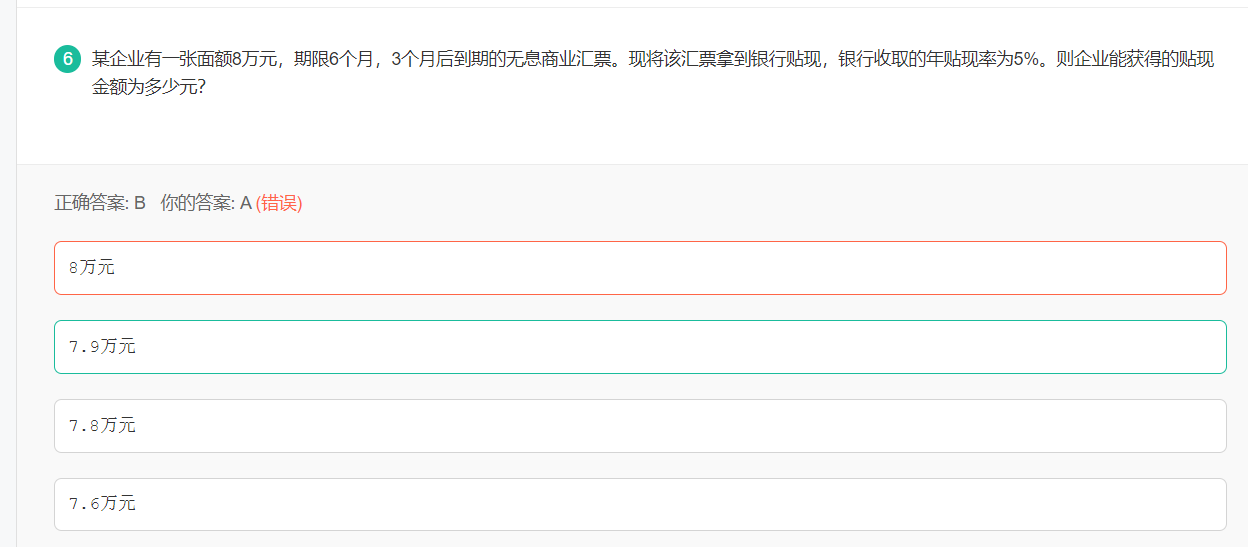 6 某企业有一张面额8万元，期限6个月，3个月后到期的无息商业汇票。现将该汇票拿到银行贴现，银行收取的年贴现率为5%。则企业能获得的贴现
金额为多少元?
正确答案: B 你的答案: A (错误)
8万元
7.9万元
7.8万元
7.6万元